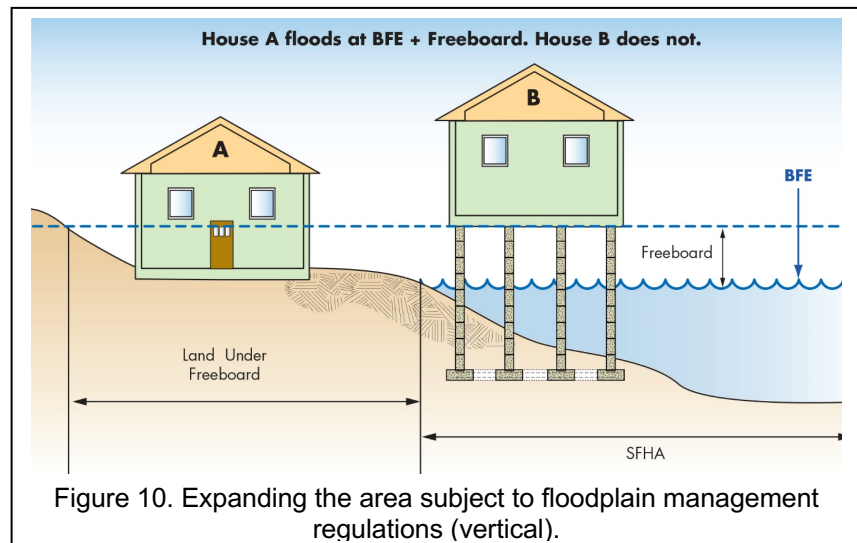 House A floods at BFE + Freeboard. House B does not.
A
B
BFE
Freeboard
Land Under
Freeboard
SFHA
Figure 10. Expanding the area subject to floodplain management
regulations (vertical).